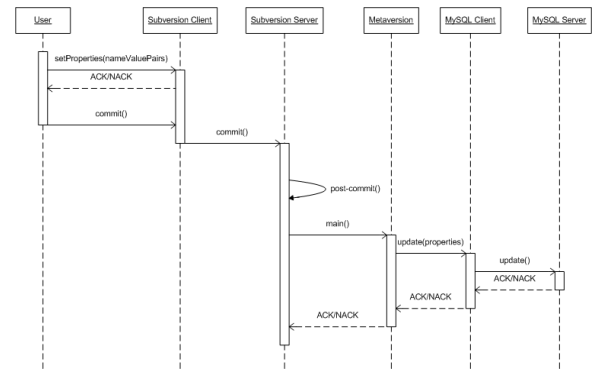 User
Subversion Client
Subversion Server
Metaversion
MySQL Client
MySQL Server
setProperties(nameValuePairs)
ACK/NACK
commit()
commit()
post-commit()
main()
update(properties)
update()
ACK/NACK
ACK/NACK
ACK/NACK